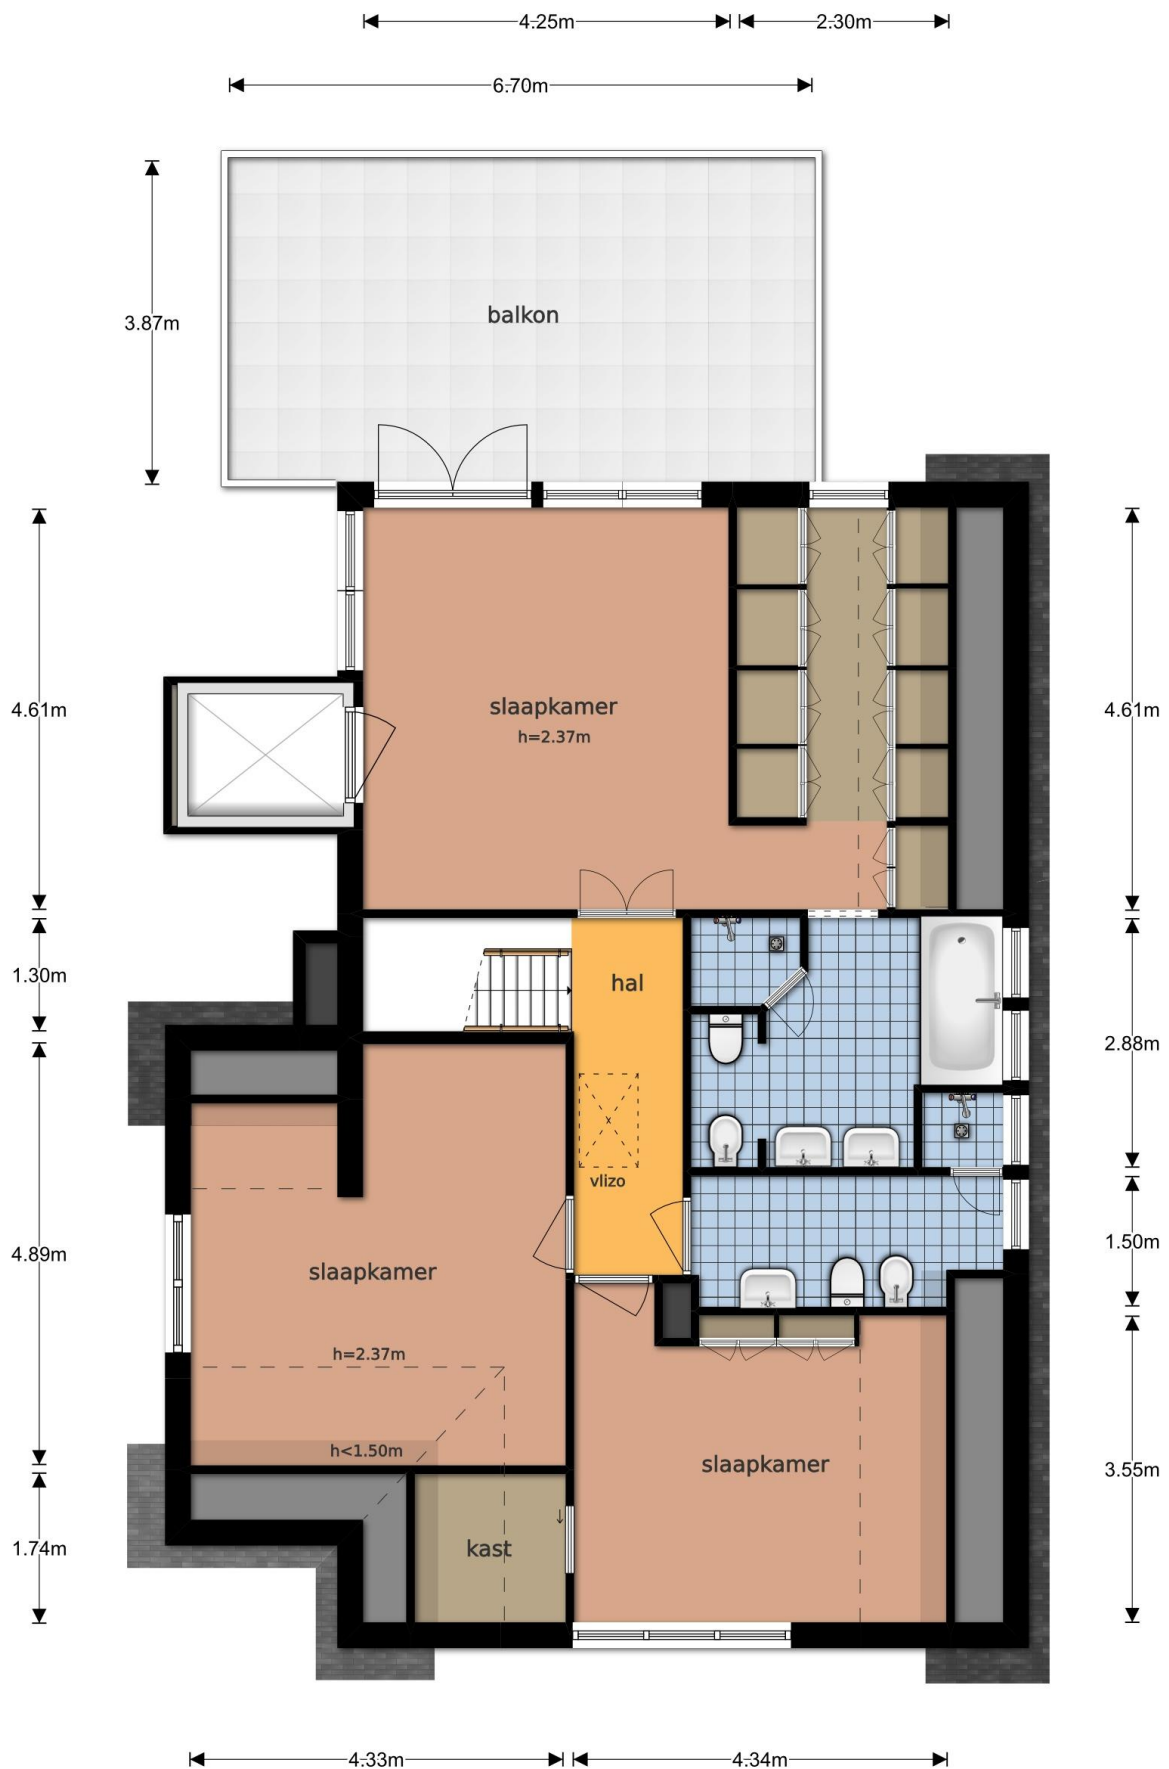 4.25m
2.30m
6.70m
3.87m
balkon
4.61m
slaapkamer
h=2.37m
4.61m
1.30m
hal
2.88m
vlizo
4.89m
slaapkamer
1.50m
h=2.37m
h<1.50m
slaapkamer
3.55m
1.74m
kast
4.33m
4.34m